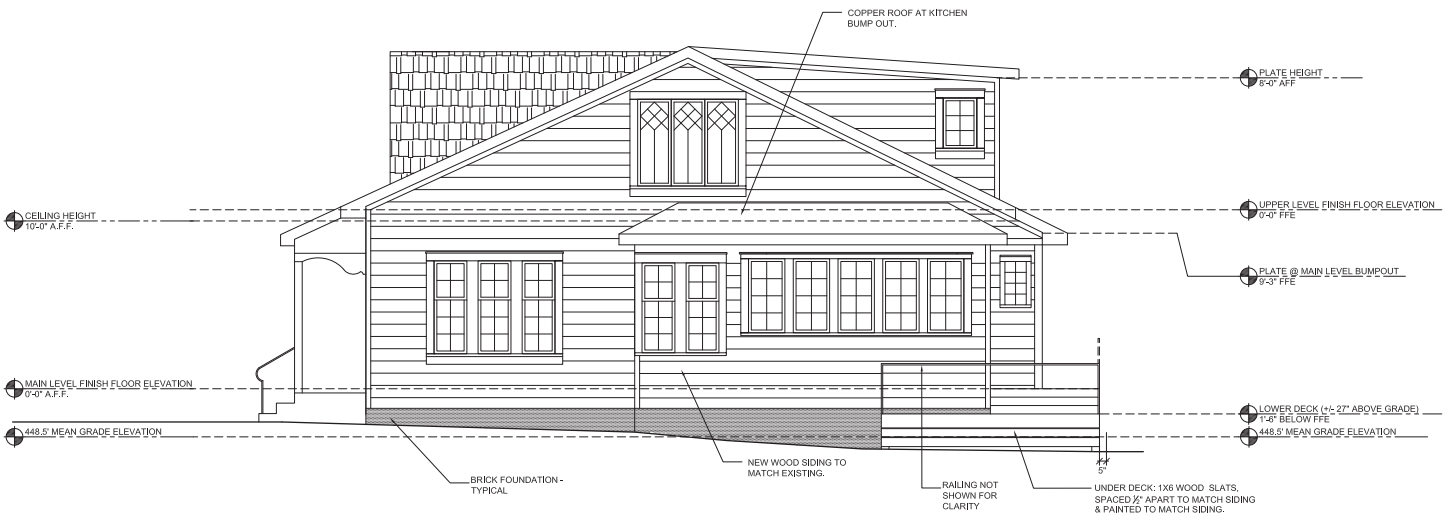 COPPER ROOF AT KITCHEN
BUMP OUT.
PLATE HEIGHT
8'-0" AFF
CEILING HEIGHT
10'-0" A.F.F.
UPPER LEVEL FINISH FLOOR ELEVATION
0'-0" FFE
PLATE @ MAIN LEVEL BUMPOUT
9'-3" FFE
MAIN LEVEL FINISH FLOOR ELEVATION
0'-0" A.F.F.
LOWER DECK (+/- 27" ABOVE GRADE)
1'-6" BELOW FFE
448.5' MEAN GRADE ELEVATION
448.5' MEAN GRADE ELEVATION
NEW WOOD SIDING TO
MATCH EXISTING.
5"
BRICK FOUNDATION -
TYPICAL
RAILING NOT
SHOWN FOR
CLARITY
UNDER DECK: 1X6 WOOD SLATS,
SPACED ½" APART TO MATCH SIDING
& PAINTED TO MATCH SIDING.